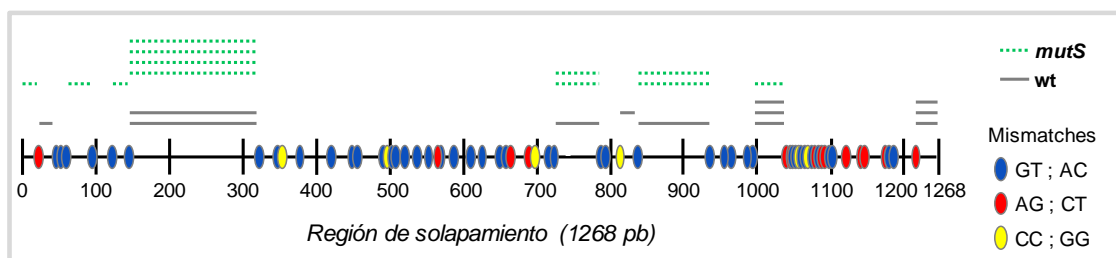 mutS
wt
Mismatches
GT ; AC
AG ; CT
CC ; GG
0 100 200 300 400 500 600 700 800 900 1000 1100 1200 1268
Región de solapamiento (1268 pb)